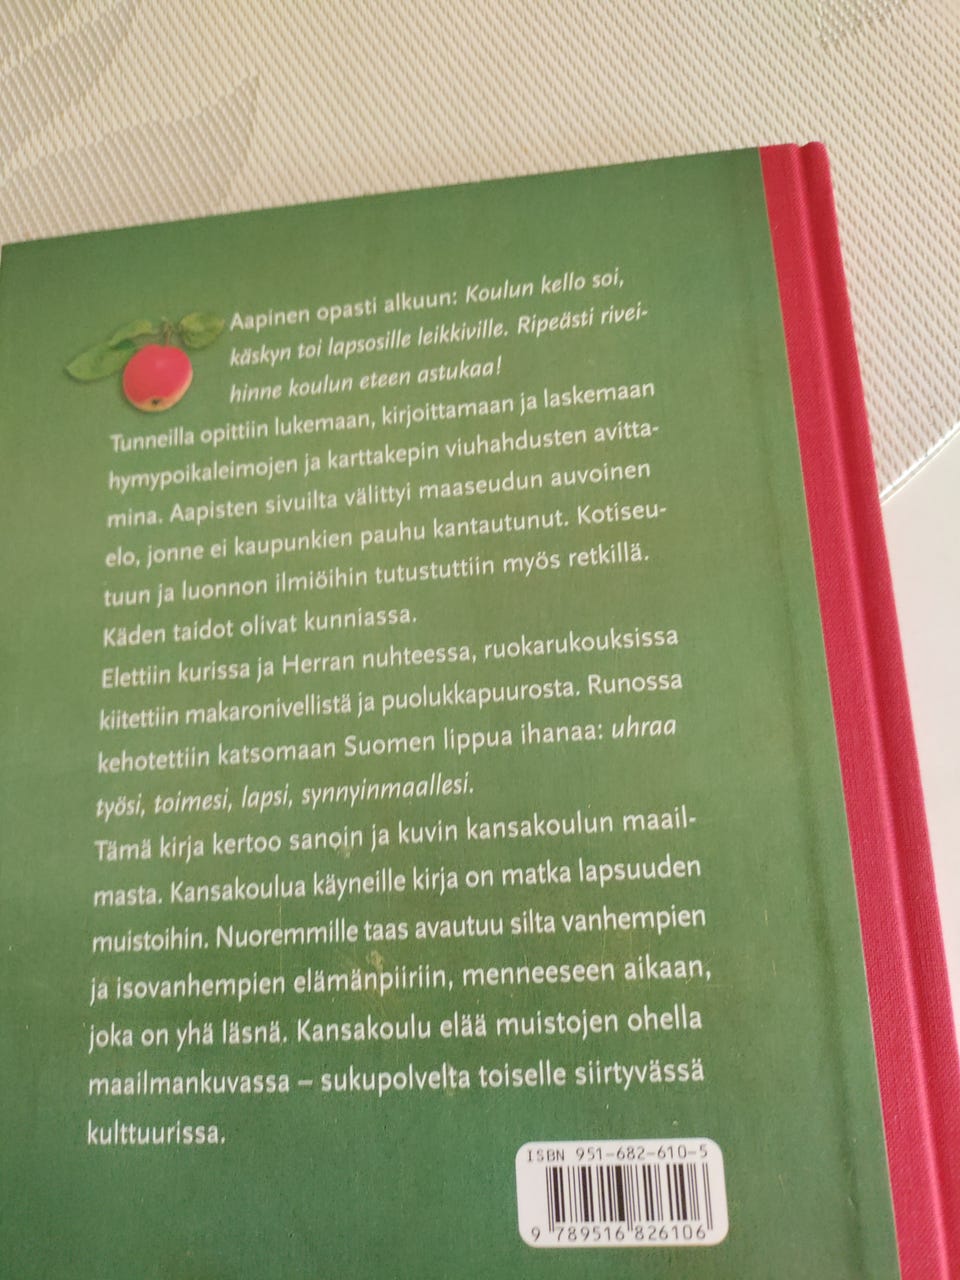 Aapinen opasti alkuun: Koulun kello soi,
käskyn toi lapsosille leikkiville. Ripeästi rivei-
hinne koulun eteen astukaa!
Tunneilla opittiin lukemaan, kirjoittamaan ja laskemaan
hymypoikaleimojen ja karttakepin viuhahdusten avitta-
mina. Aapisten sivuilta välittyi maaseudun auvoinen
elo, jonne ei kaupunkien pauhu kantautunut. Kotiseu-
tuun ja luonnon ilmiöihin tutustuttiin myös retkillä.
Käden taidot olivat kunniassa.
Elettiin kurissa ja Herran nuhteessa, ruokarukouksissa
kiitettiin makaronivellistä ja puolukkapuurosta. Runossa
kehotettiin katsomaan Suomen lippua ihanaa: uhraa
työsi, toimesi, lapsi, synnyinmaallesi.
Tämä kirja kertoo sanoin ja kuvin kansakoulun maail-
masta. Kansakoulua käyneille kirja on matka lapsuuden
muistoihin. Nuoremmille taas avautuu silta vanhempien
ja isovanhempien elämänpiiriin, menneeseen aikaan,
joka on yhä läsnä. Kansakoulu elää muistojen ohella
maailmankuvassa – sukupolvelta toiselle siirtyvässä
kulttuurissa.
ISBN 951-682-610-5
9 789516 826106